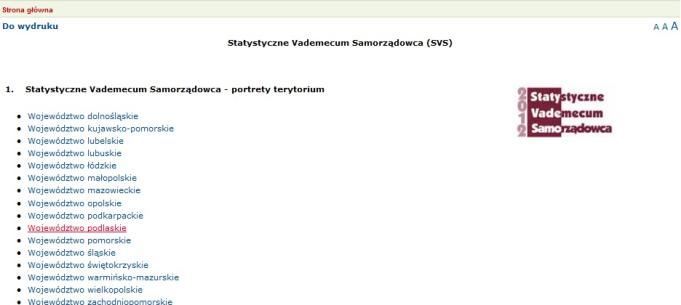 Strona główna
Do wydruku
A A A
Statystyczne Vademecum Samorządowca (SVS)
1. Statystyczne Vademecum Samorządowca - portrety terytorium
2012
Statystyczne
Vademecum
Samorządowca
• Województwo dolnośląskie
• Województwo kujawsko-pomorskie
• Województwo lubelskie
• Województwo lubuskie
• Województwo łódzkie
• Województwo małopolskie
• Województwo mazowieckie
• Województwo opolskie
• Województwo podkarpackie
• Województwo podlaskie
• Województwo pomorskie
• Województwo śląskie
• Województwo świętokrzyskie
• Województwo warmińsko-mazurskie
• Województwo wielkopolskie
• Województwo zachodniopomorskie